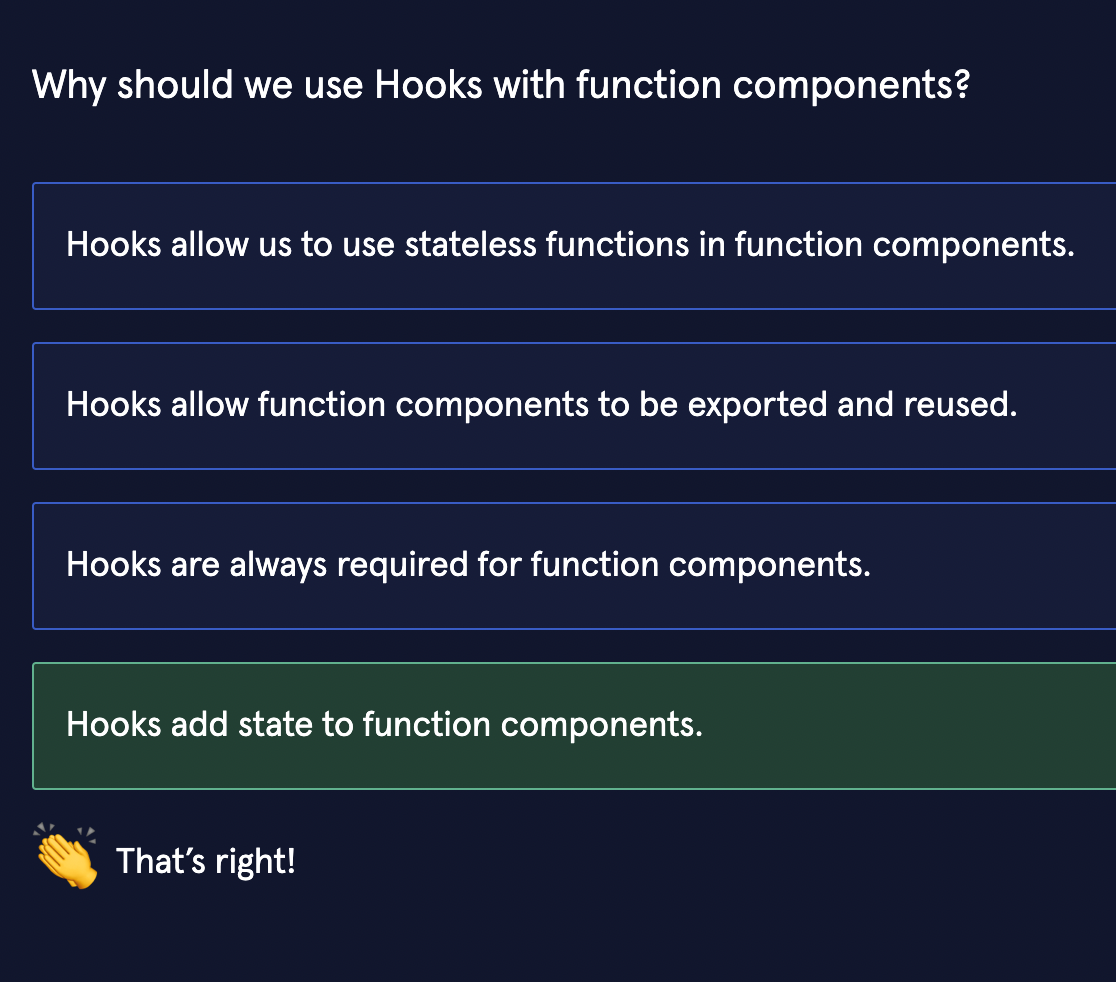 Why should we use Hooks with function components?
Hooks allow us to use stateless functions in function components.
Hooks allow function components to be exported and reused.
Hooks are always required for function components.
Hooks add state to function components.
👏 That’s right!